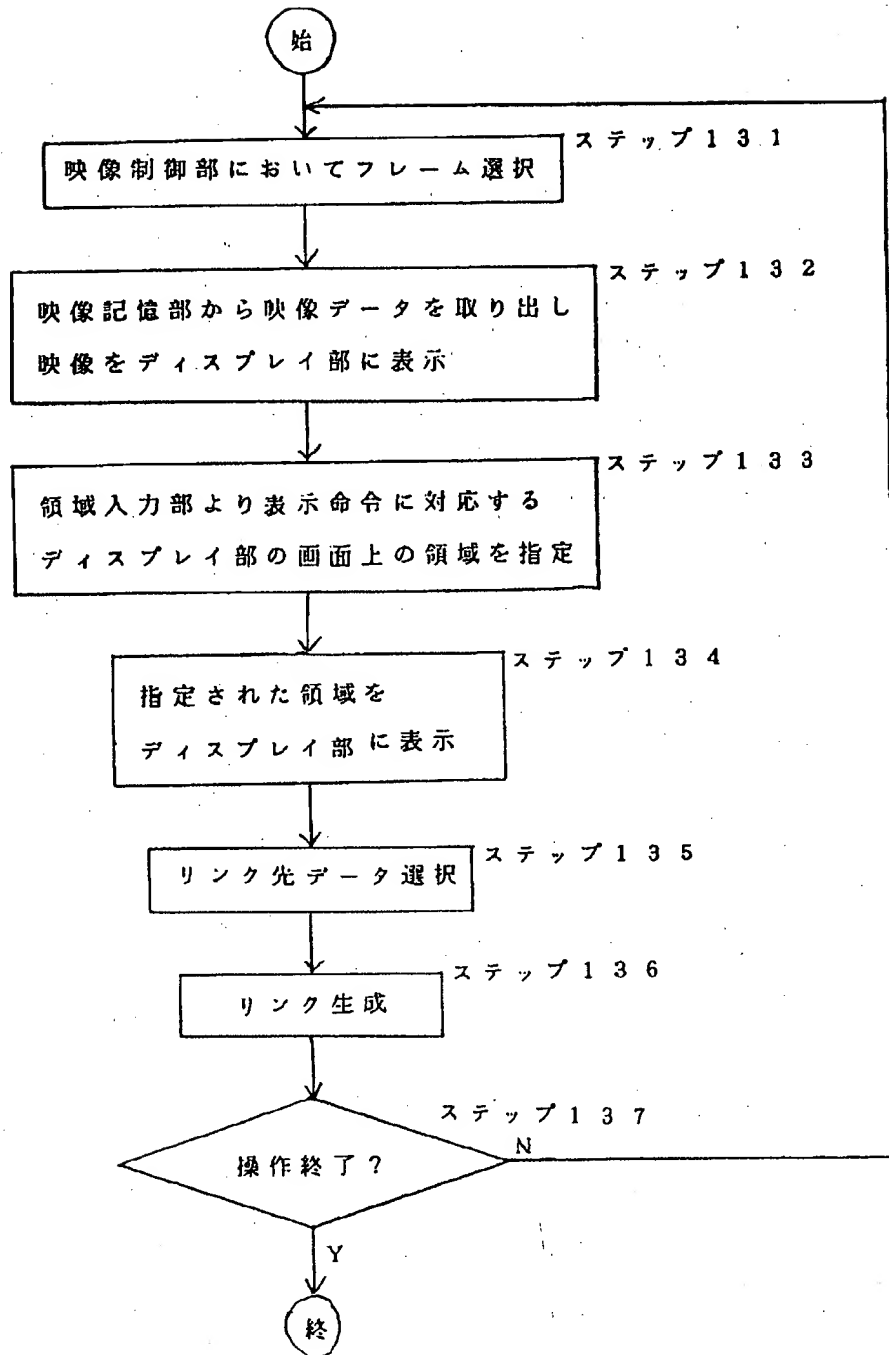 始
ステップ131
映像制御部においてフレーム選択
ステップ132
映像記憶部から映像データを取り出し
映像をディスプレイ部に表示
ステップ133
領域入力部より表示命令に対応する
ディスプレイ部の画面上の領域を指定
ステップ134
指定された領域を
ディスプレイ部に表示
ステップ135
リンク先データ選択
ステップ136
リンク生成
ステップ137
操作終了?
N
Y
終